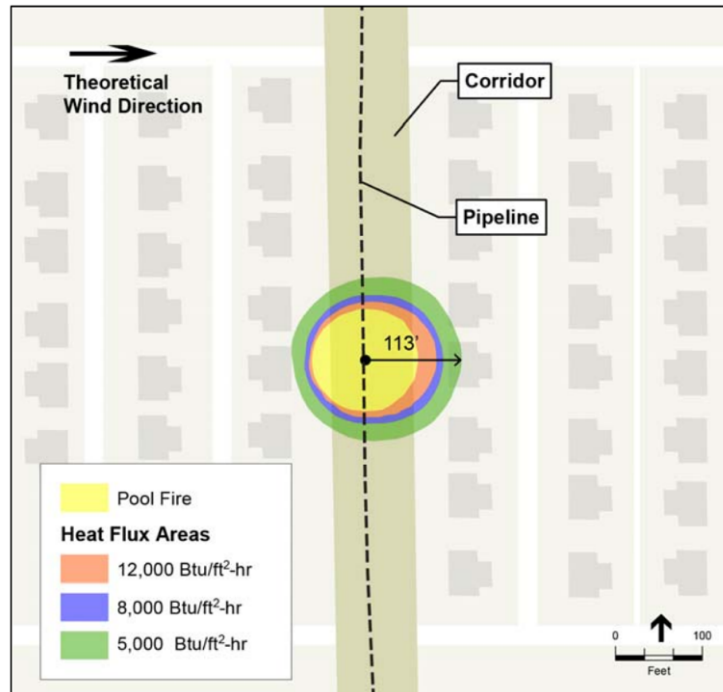 Theoretical
Wind Direction
Corridor
Pipeline
113'
Pool Fire
Heat Flux Areas
12,000 Btu/ft²-hr
8,000 Btu/ft²-hr
5,000 Btu/ft²-hr
0 100
Feet